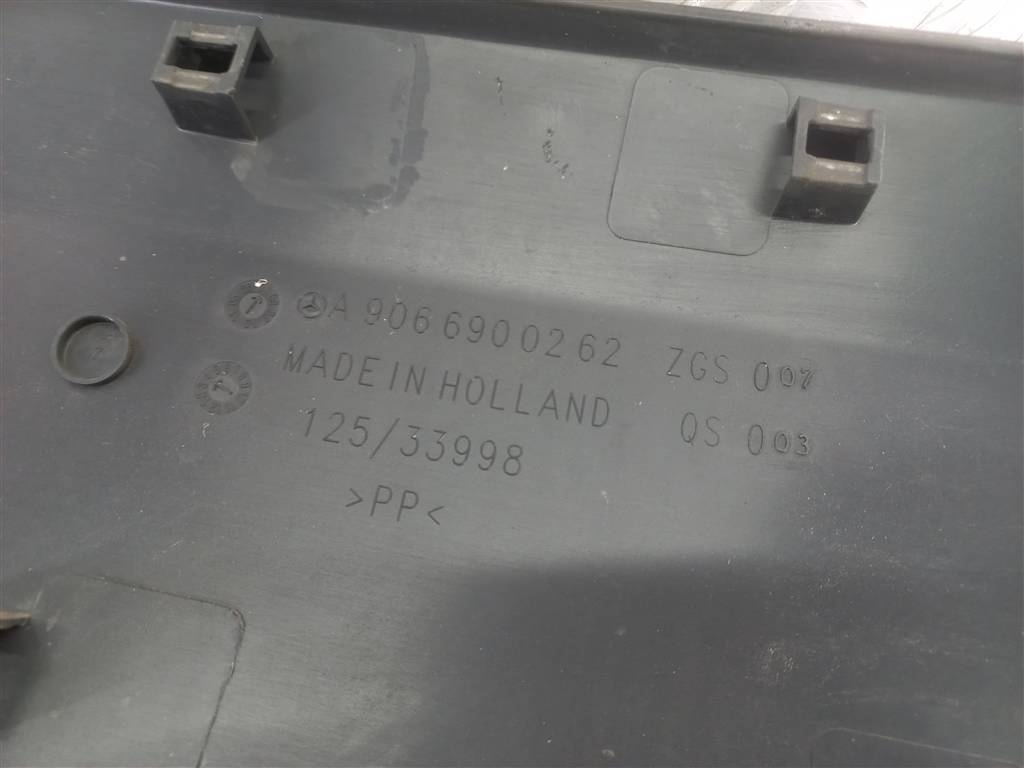 A 906 690 02 62 ZGS 007
MADE IN HOLLAND QS 003
125/33998
>PP<